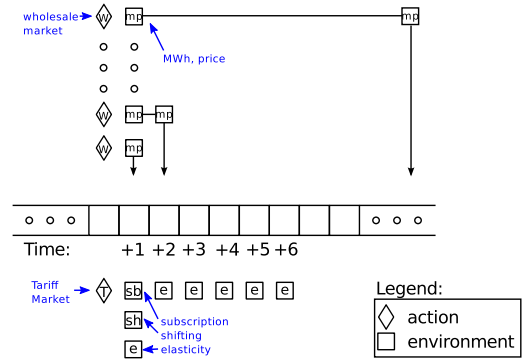 wholesale
market
W mp mp
MWh, price
W mp mp
W mp
Time: +1 +2 +3 +4 +5 +6
Tariff
Market
T sb e e e e e
sh
subscription
shifting
e
elasticity
Legend:
action
environment